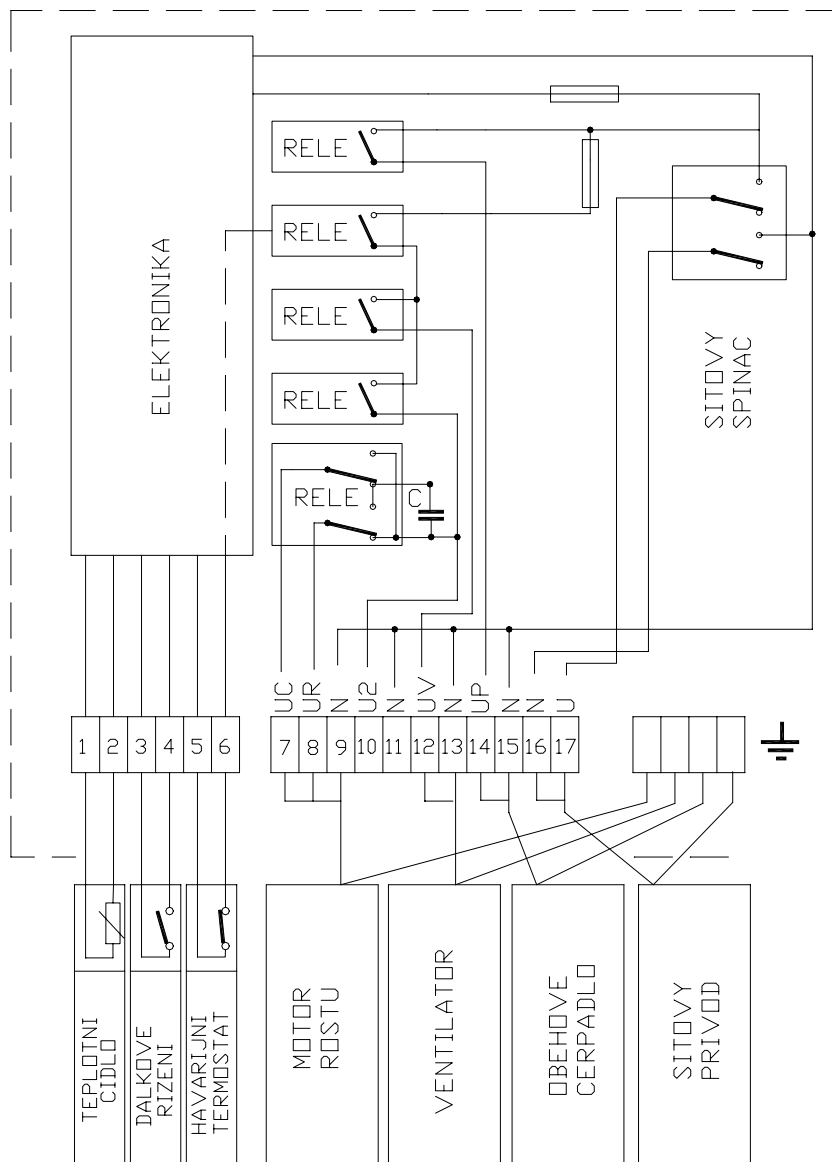 ELEKTRONIKA
RELE
RELE
RELE
RELE
RELE
C
SITOVY
SPINAC
UC
UR
N
U2
N
UV
N
UP
N
N
U
1 2 3 4 5 6
7 8 9 10 11 12 13 14 15 16 17
TEPLOTNI
CIDLO
DALKOVE
RIZENI
HAVARIJNI
TERMOSTAT
MOTOR
ROSTU
VENTILATOR
OBEHOVE
CERPADLO
SITOVY
PRIVOD